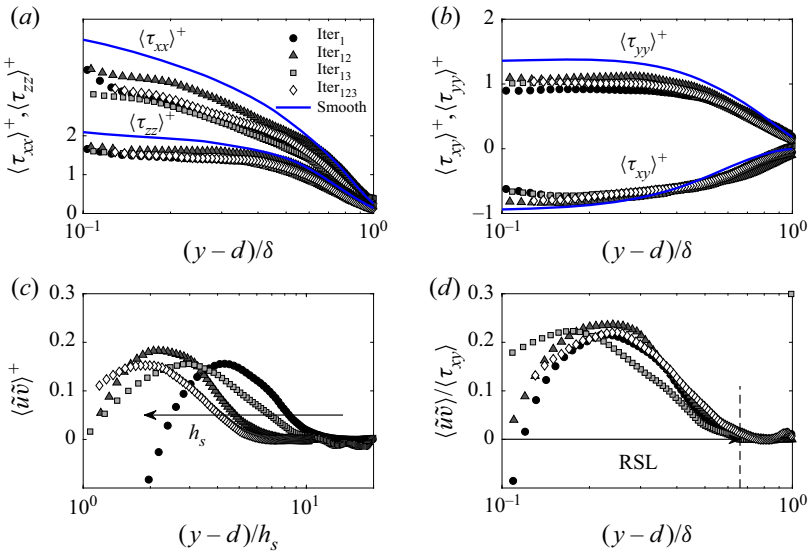 (a)
⟨τxx⟩+, ⟨τzz⟩+
⟨τxx⟩+
⟨τzz⟩+
Iter1
Iter12
Iter13
Iter123
Smooth
2
1
2
1
0
10−1
100
(y – d)/δ
(b)
⟨τxy⟩+, ⟨τyy⟩+
⟨τyy⟩+
⟨τxy⟩+
2
1
0
–1
10−1
100
(y – d)/δ
(c)
⟨ũṽ⟩+
0.3
0.2
0.1
0
hs
100
101
(y – d)/hs
(d)
⟨ũṽ⟩/⟨τxy⟩
0.3
0.2
0.1
0
RSL
10−1
100
(y – d)/δ